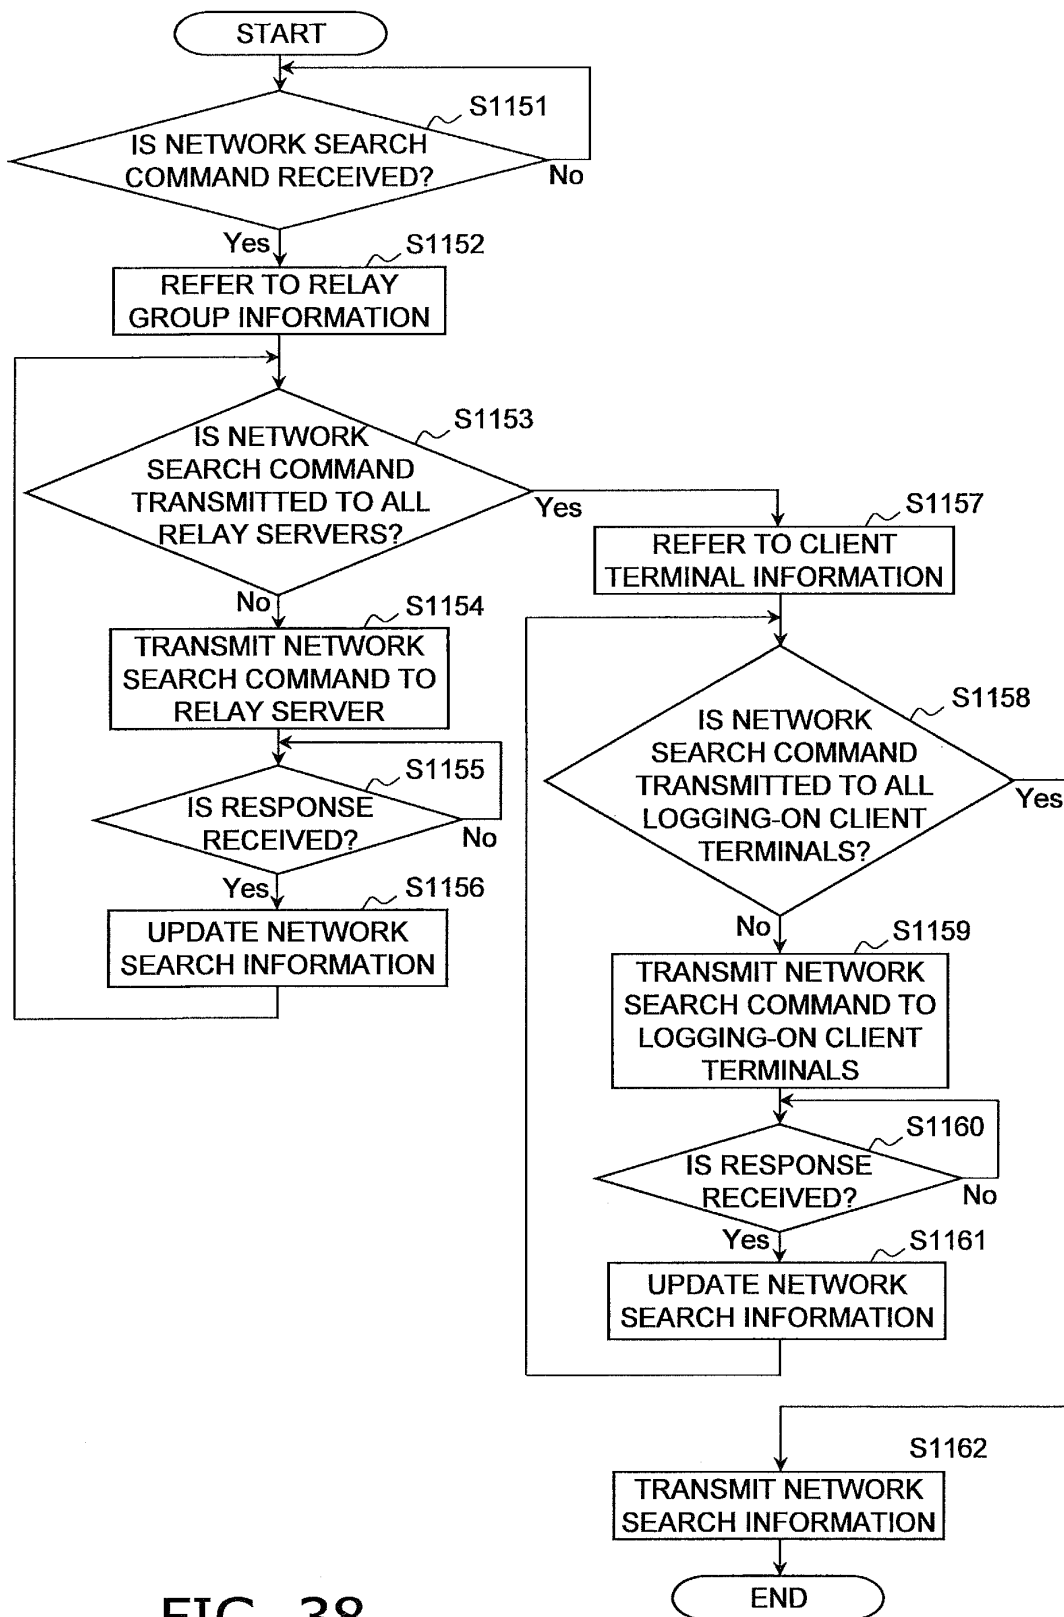 START
S1151
IS NETWORK SEARCH
COMMAND RECEIVED?
No
Yes
S1152
REFER TO RELAY
GROUP INFORMATION
S1153
IS NETWORK
SEARCH COMMAND
TRANSMITTED TO ALL
RELAY SERVERS?
Yes
No
S1154
TRANSMIT NETWORK
SEARCH COMMAND TO
RELAY SERVER
S1155
IS RESPONSE
RECEIVED?
No
Yes
S1156
UPDATE NETWORK
SEARCH INFORMATION
S1157
REFER TO CLIENT
TERMINAL INFORMATION
S1158
IS NETWORK
SEARCH COMMAND
TRANSMITTED TO ALL
LOGGING-ON CLIENT
TERMINALS?
Yes
No
S1159
TRANSMIT NETWORK
SEARCH COMMAND TO
LOGGING-ON CLIENT
TERMINALS
S1160
IS RESPONSE
RECEIVED?
No
Yes
S1161
UPDATE NETWORK
SEARCH INFORMATION
S1162
TRANSMIT NETWORK
SEARCH INFORMATION
END
FIG. 38